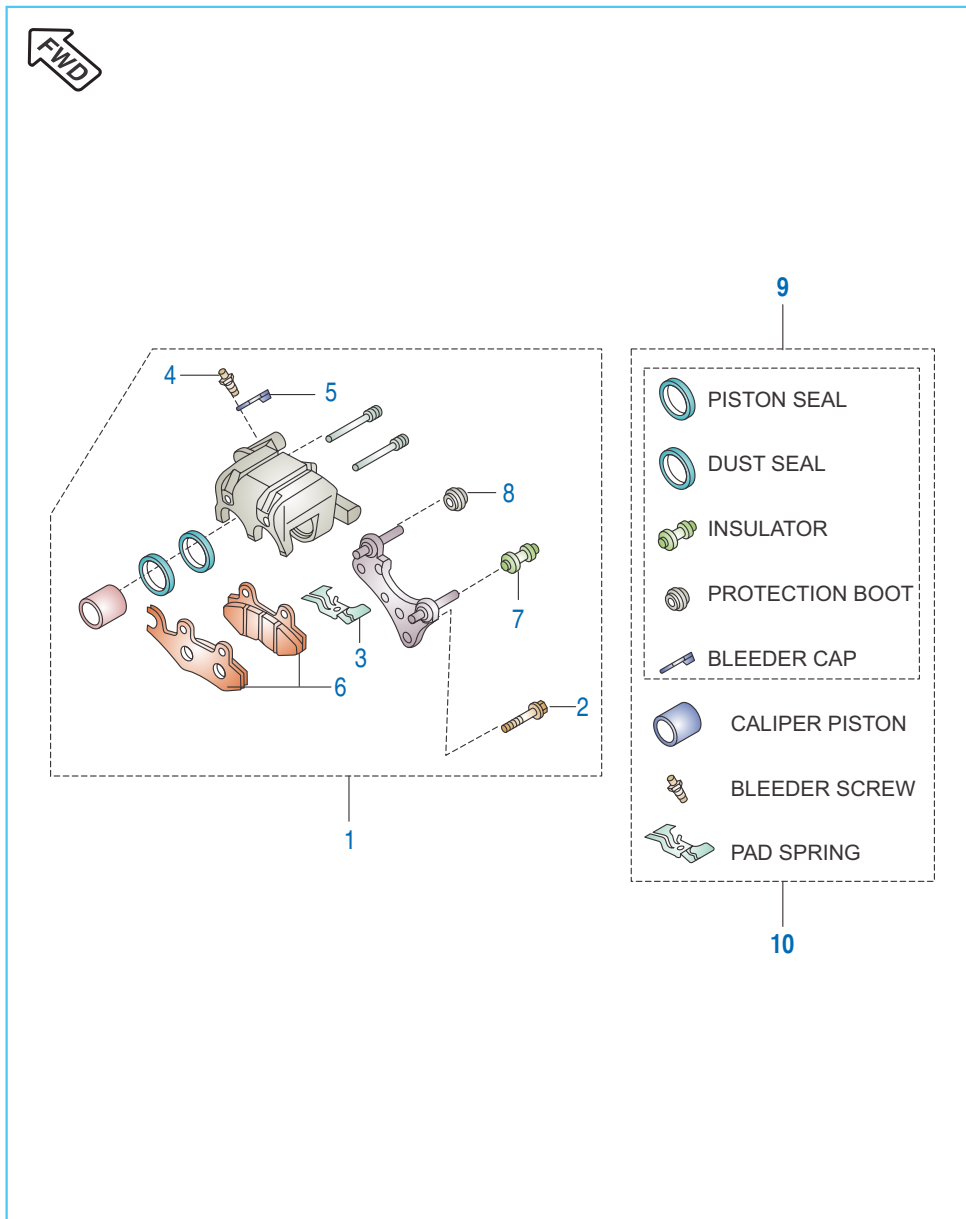 FWD
9
4
5
PISTON SEAL
DUST SEAL
8
INSULATOR
7
PROTECTION BOOT
3
BLEEDER CAP
6
2
CALIPER PISTON
BLEEDER SCREW
1
PAD SPRING
10